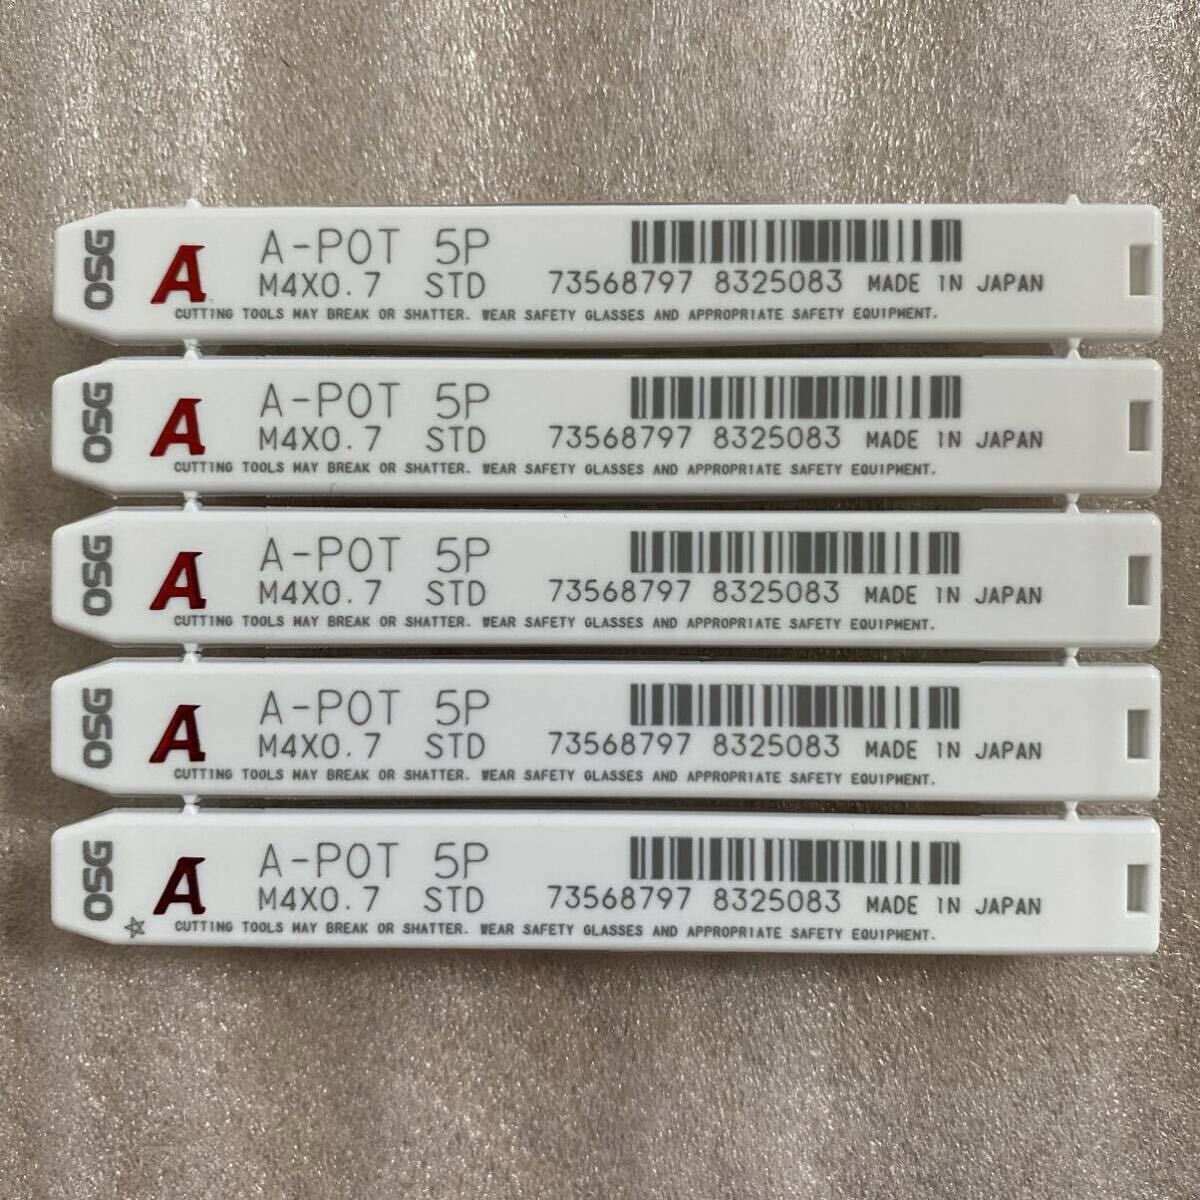 OSG A A-POT 5P
M4X0.7 STD 73568797 8325083 MADE IN JAPAN
CUTTING TOOLS MAY BREAK OR SHATTER. WEAR SAFETY GLASSES AND APPROPRIATE SAFETY EQUIPMENT.
OSG A A-POT 5P
M4X0.7 STD 73568797 8325083 MADE IN JAPAN
CUTTING TOOLS MAY BREAK OR SHATTER. WEAR SAFETY GLASSES AND APPROPRIATE SAFETY EQUIPMENT.
OSG A A-POT 5P
M4X0.7 STD 73568797 8325083 MADE IN JAPAN
CUTTING TOOLS MAY BREAK OR SHATTER. WEAR SAFETY GLASSES AND APPROPRIATE SAFETY EQUIPMENT.
OSG A A-POT 5P
M4X0.7 STD 73568797 8325083 MADE IN JAPAN
CUTTING TOOLS MAY BREAK OR SHATTER. WEAR SAFETY GLASSES AND APPROPRIATE SAFETY EQUIPMENT.
OSG A A-POT 5P
M4X0.7 STD 73568797 8325083 MADE IN JAPAN
CUTTING TOOLS MAY BREAK OR SHATTER. WEAR SAFETY GLASSES AND APPROPRIATE SAFETY EQUIPMENT.